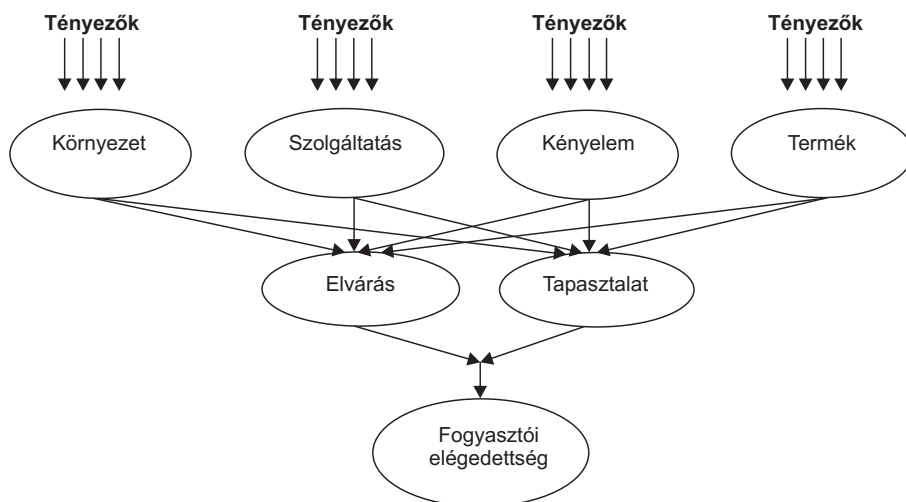 Tényezők Tényezők Tényezők Tényezők
Környezet Szolgáltatás Kényelem Termék
Elvárás Tapasztalat
Fogyasztói
elégedettség